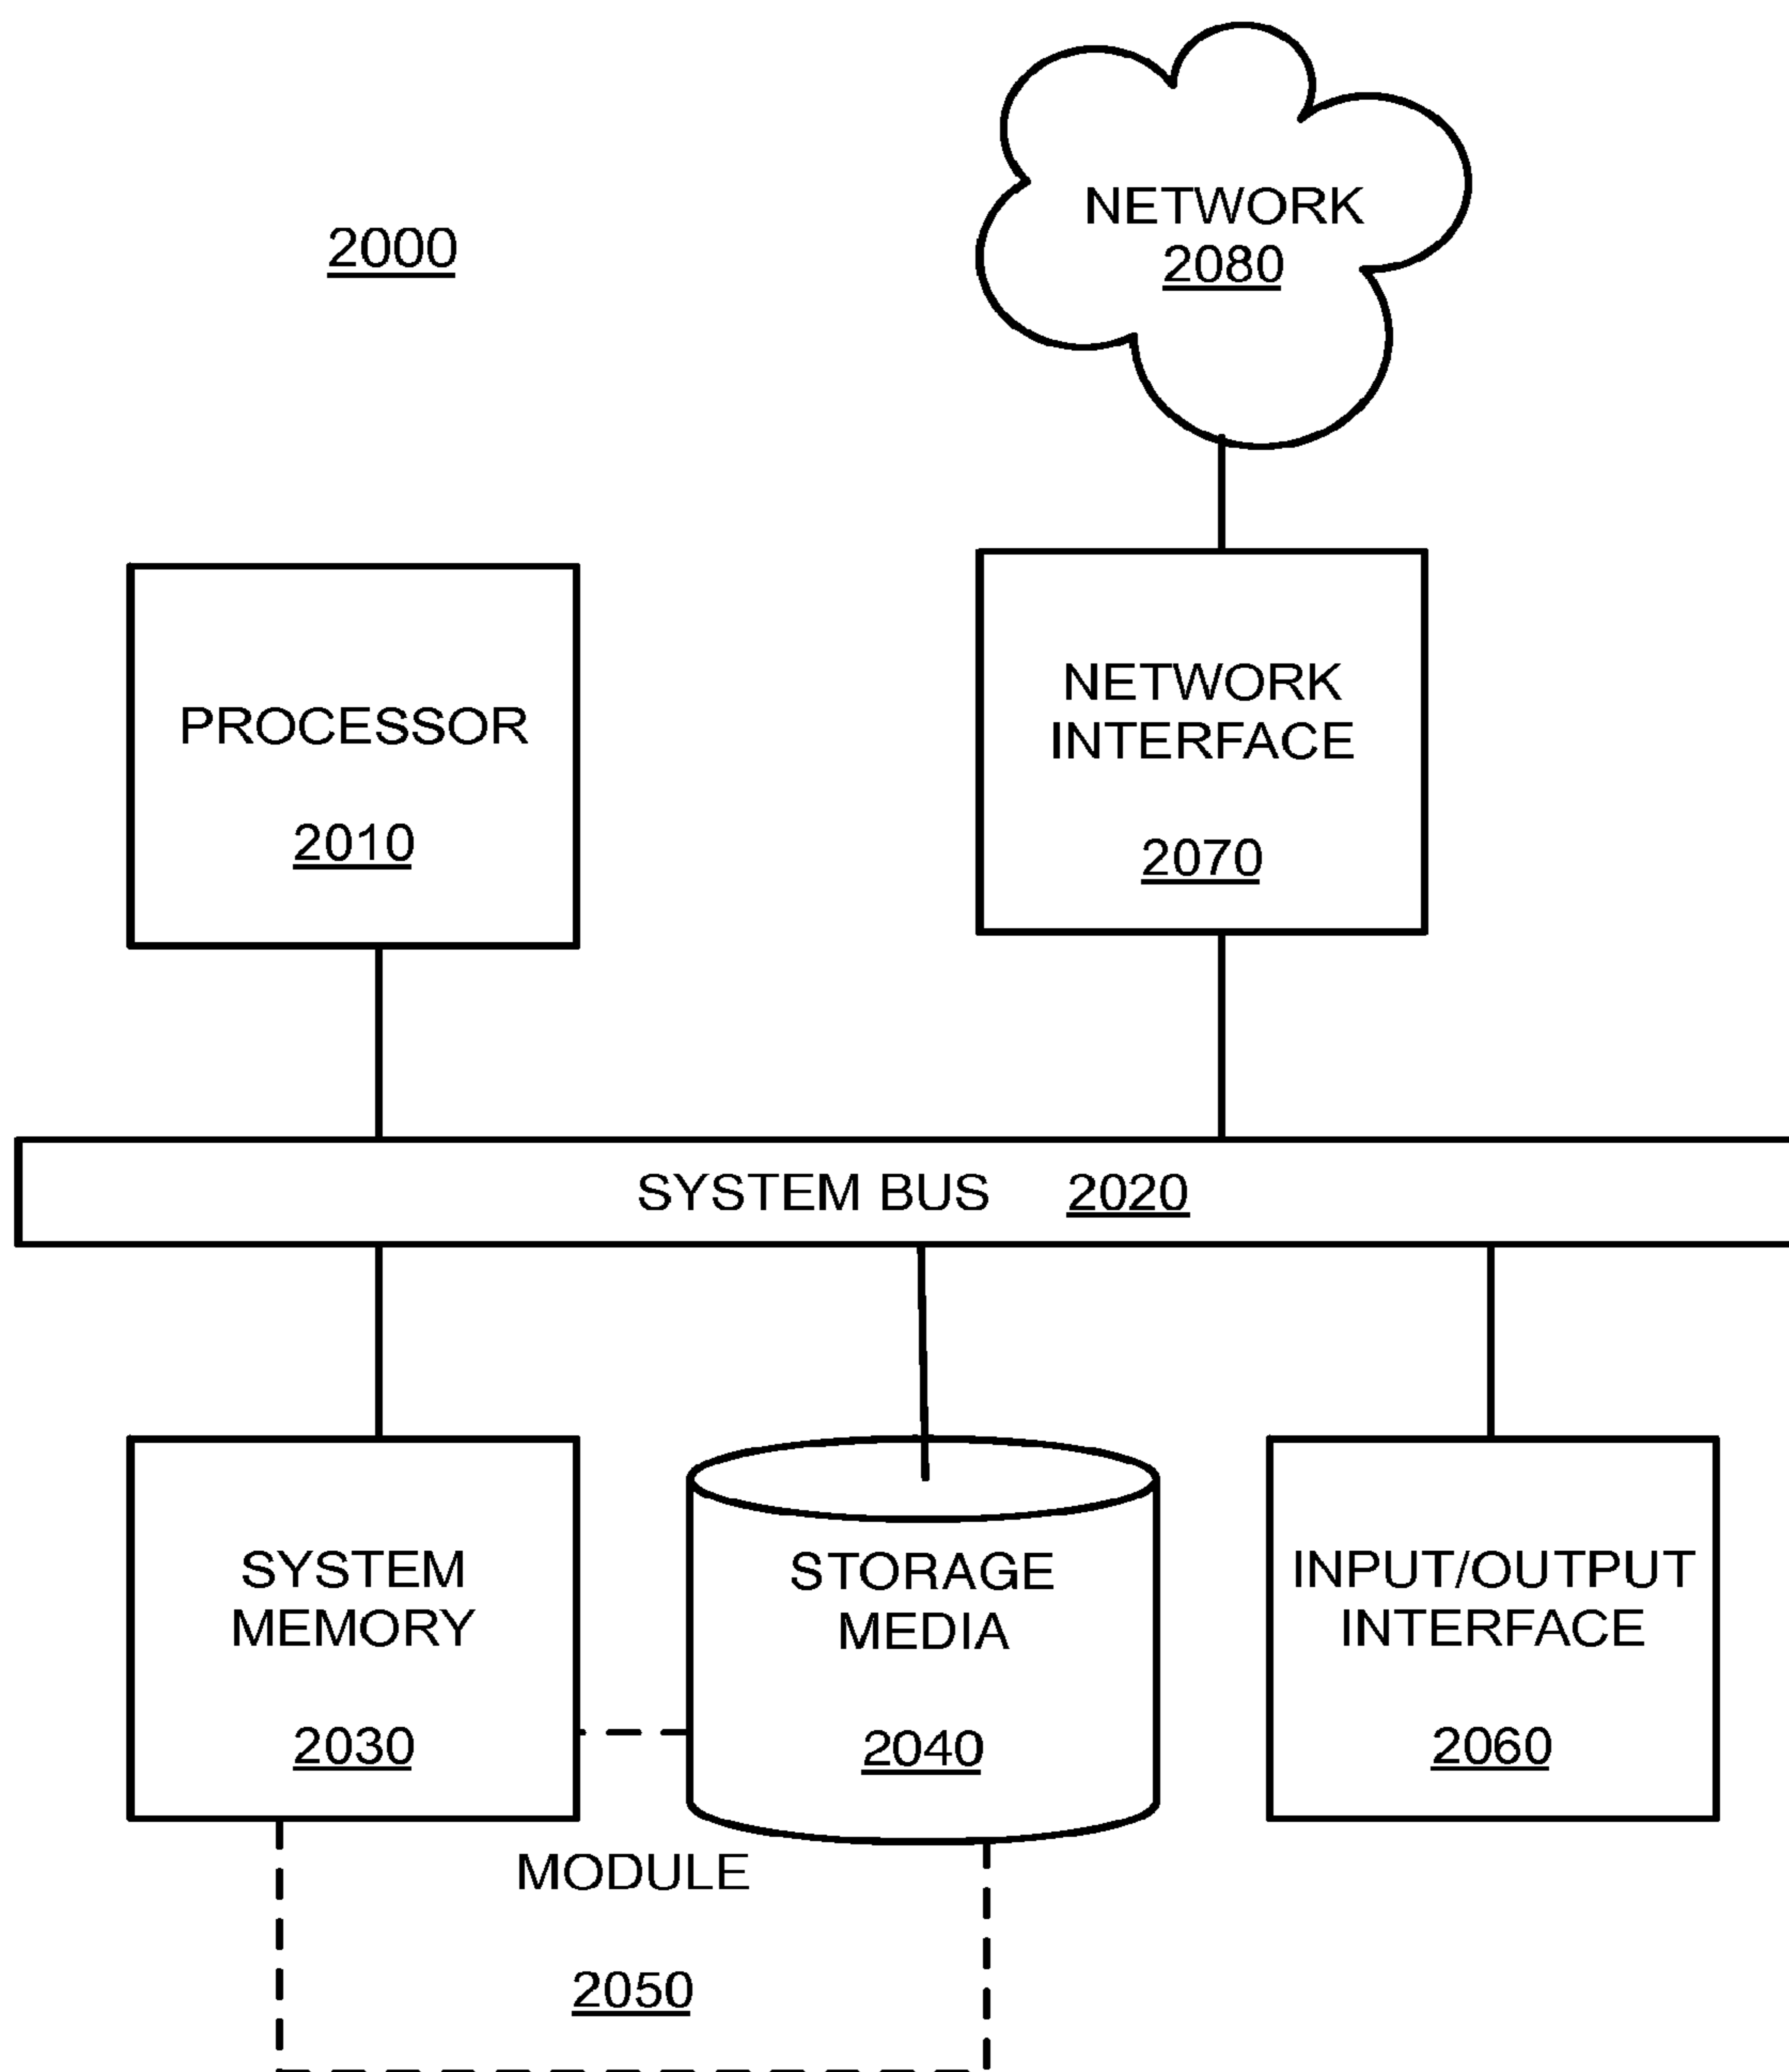 2000
NETWORK
2080
PROCESSOR
2010
NETWORK
INTERFACE
2070
SYSTEM BUS 2020
SYSTEM
MEMORY
2030
STORAGE
MEDIA
2040
INPUT/OUTPUT
INTERFACE
2060
MODULE
2050